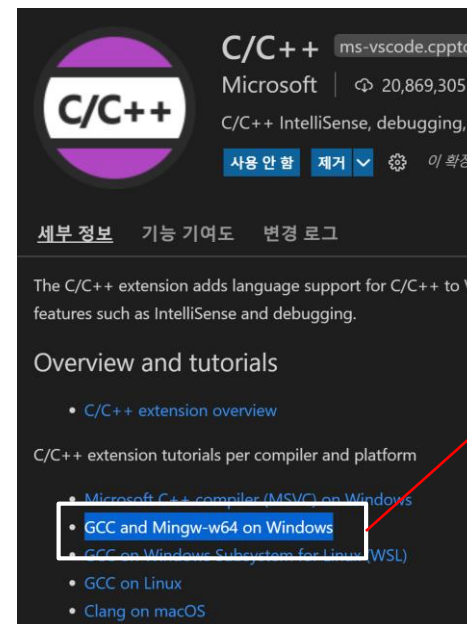 C/C++
C/C++ ms-vscode.cppto
Microsoft 20,869,305
C/C++ IntelliSense, debugging,
사용 안 함 제거 이 확장
세부 정보 기능 기여도 변경 로그
The C/C++ extension adds language support for C/C++ to
features such as IntelliSense and debugging.
Overview and tutorials
• C/C++ extension overview
C/C++ extension tutorials per compiler and platform
• Microsoft C++ compiler (MSVC) on Windows
• GCC and Mingw-w64 on Windows
• GCC on Windows Subsystem for Linux (WSL)
• GCC on Linux
• Clang on macOS